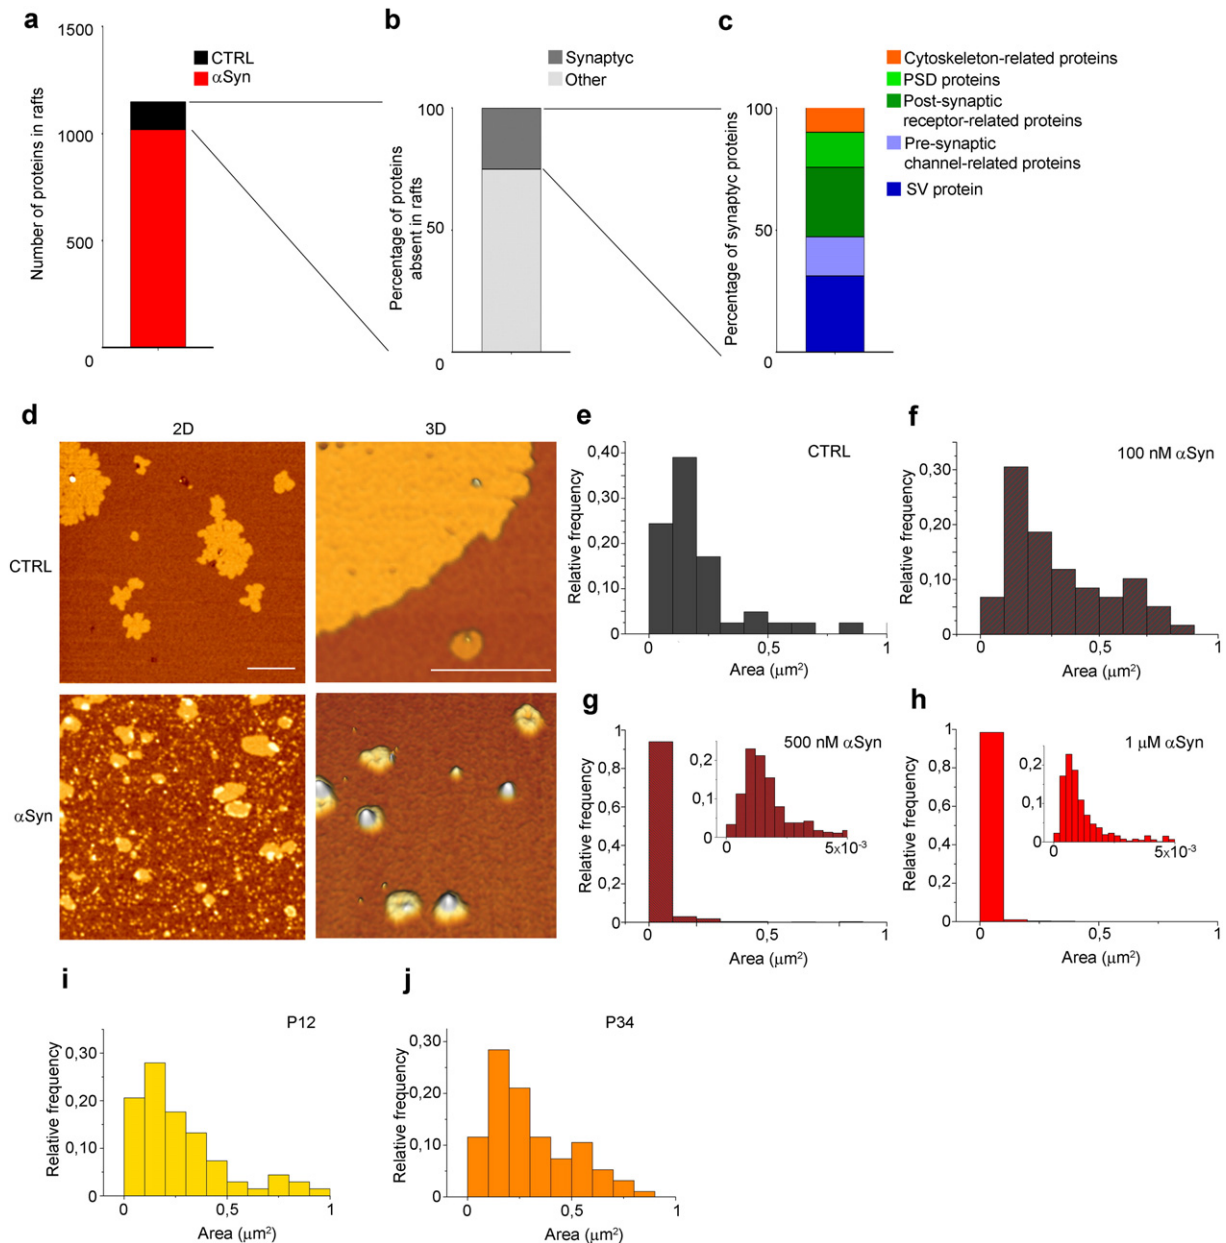 a
1500
1000
500
0
Number of proteins in rafts
CTRL
αSyn
b
100
50
0
Percentage of proteins
absent in rafts
Synaptyc
Other
c
100
50
0
Percentage of synaptyc proteins
Cytoskeleton-related proteins
PSD proteins
Post-synaptic
receptor-related proteins
Pre-synaptic
channel-related proteins
SV protein
d
2D
3D
CTRL
αSyn
e
CTRL
Relative frequency
0,40
0,30
0,20
0,10
0
0
0,5
1
Area (μm²)
f
100 nM αSyn
Relative frequency
0,30
0,20
0,10
0
0
0,5
1
Area (μm²)
g
500 nM αSyn
Relative frequency
1
0,8
0,6
0,4
0,2
0
0
0,5
1
Area (μm²)
0,2
0,1
0
0
5x10⁻³
h
1 μM αSyn
Relative frequency
1
0,8
0,6
0,4
0,2
0
0
0,5
1
Area (μm²)
0,2
0,1
0
0
5x10⁻³
i
P12
Relative frequency
0,30
0,20
0,10
0
0
0,5
1
Area (μm²)
j
P34
Relative frequency
0,30
0,20
0,10
0
0
0,5
1
Area (μm²)